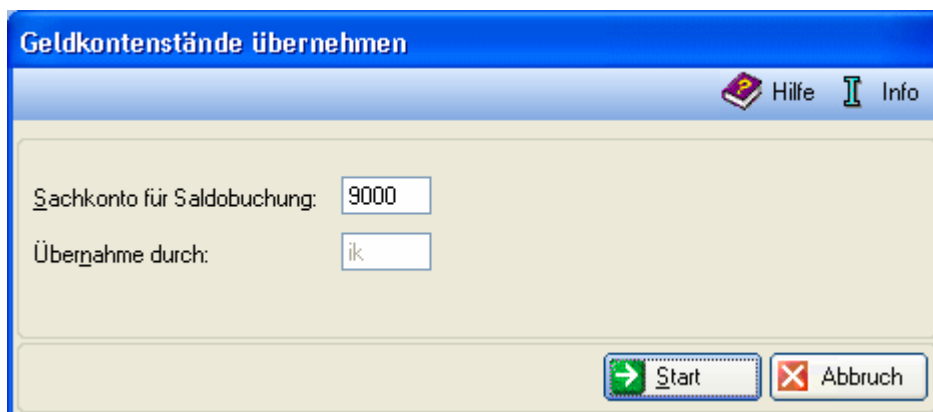 Geldkontenstände übernehmen
Hilfe Info
Sachkonto für Saldobuchung: 9000
Übernahme durch: ik
Start Abbruch